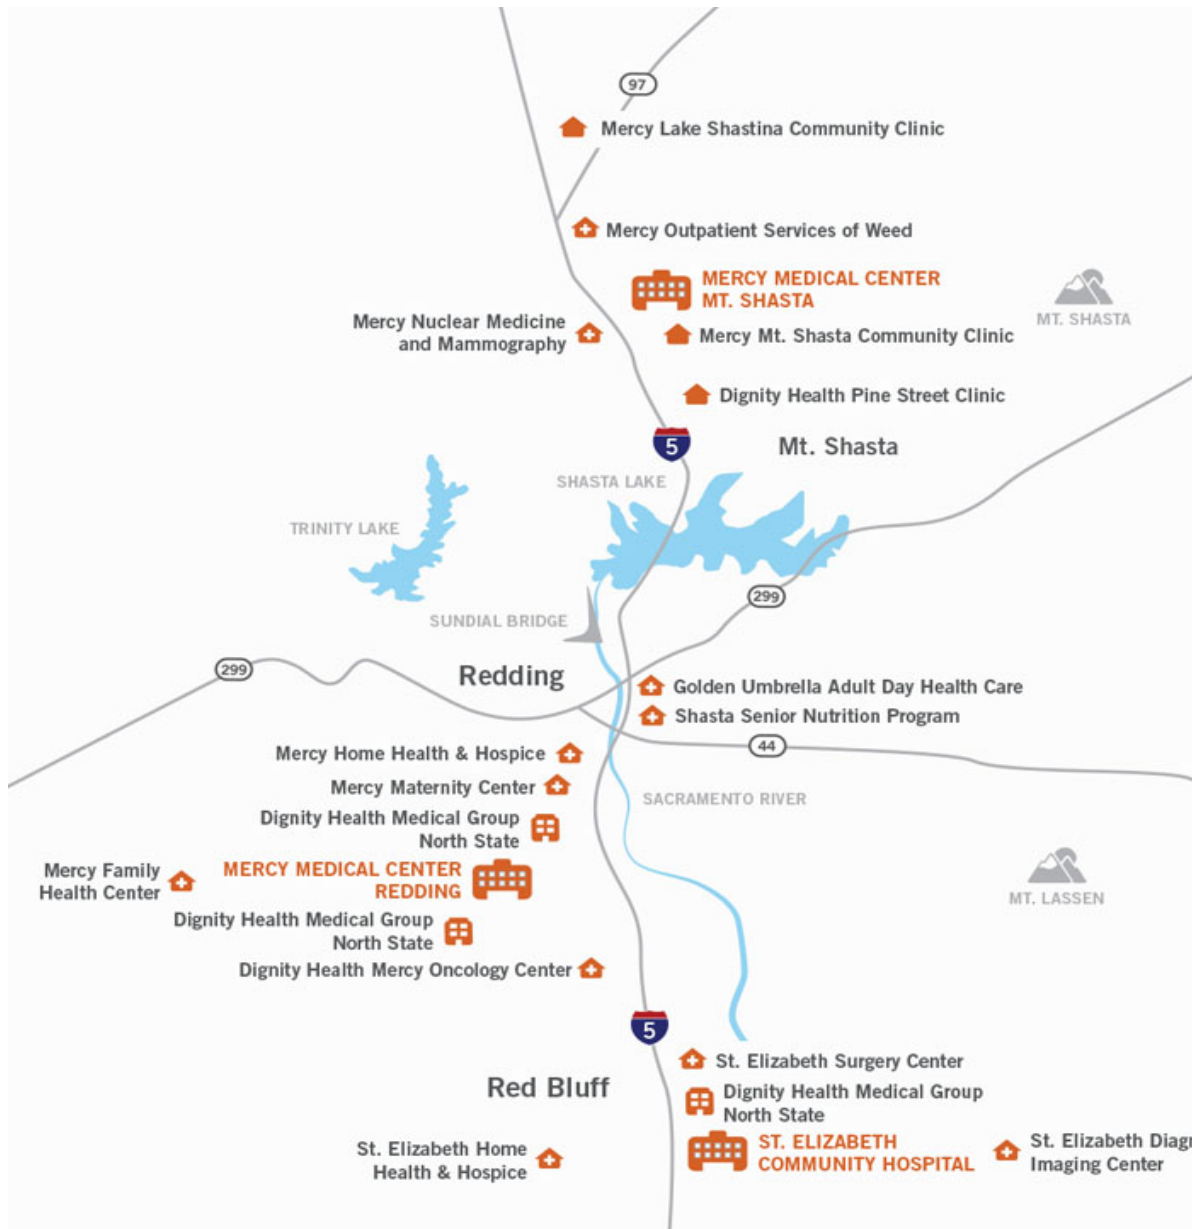 97
Mercy Lake Shastina Community Clinic
Mercy Outpatient Services of Weed
MERCY MEDICAL CENTER
MT. SHASTA
MT. SHASTA
Mercy Nuclear Medicine
and Mammography
Mercy Mt. Shasta Community Clinic
Dignity Health Pine Street Clinic
5
Mt. Shasta
SHASTA LAKE
TRINITY LAKE
299
SUNDIAL BRIDGE
299
Redding
Golden Umbrella Adult Day Health Care
Shasta Senior Nutrition Program
44
Mercy Home Health & Hospice
Mercy Maternity Center
SACRAMENTO RIVER
Dignity Health Medical Group
North State
Mercy Family
Health Center
MERCY MEDICAL CENTER
REDDING
MT. LASSEN
Dignity Health Medical Group
North State
Dignity Health Mercy Oncology Center
5
St. Elizabeth Surgery Center
Red Bluff
Dignity Health Medical Group
North State
St. Elizabeth Home
Health & Hospice
ST. ELIZABETH
COMMUNITY HOSPITAL
St. Elizabeth
Imaging Center